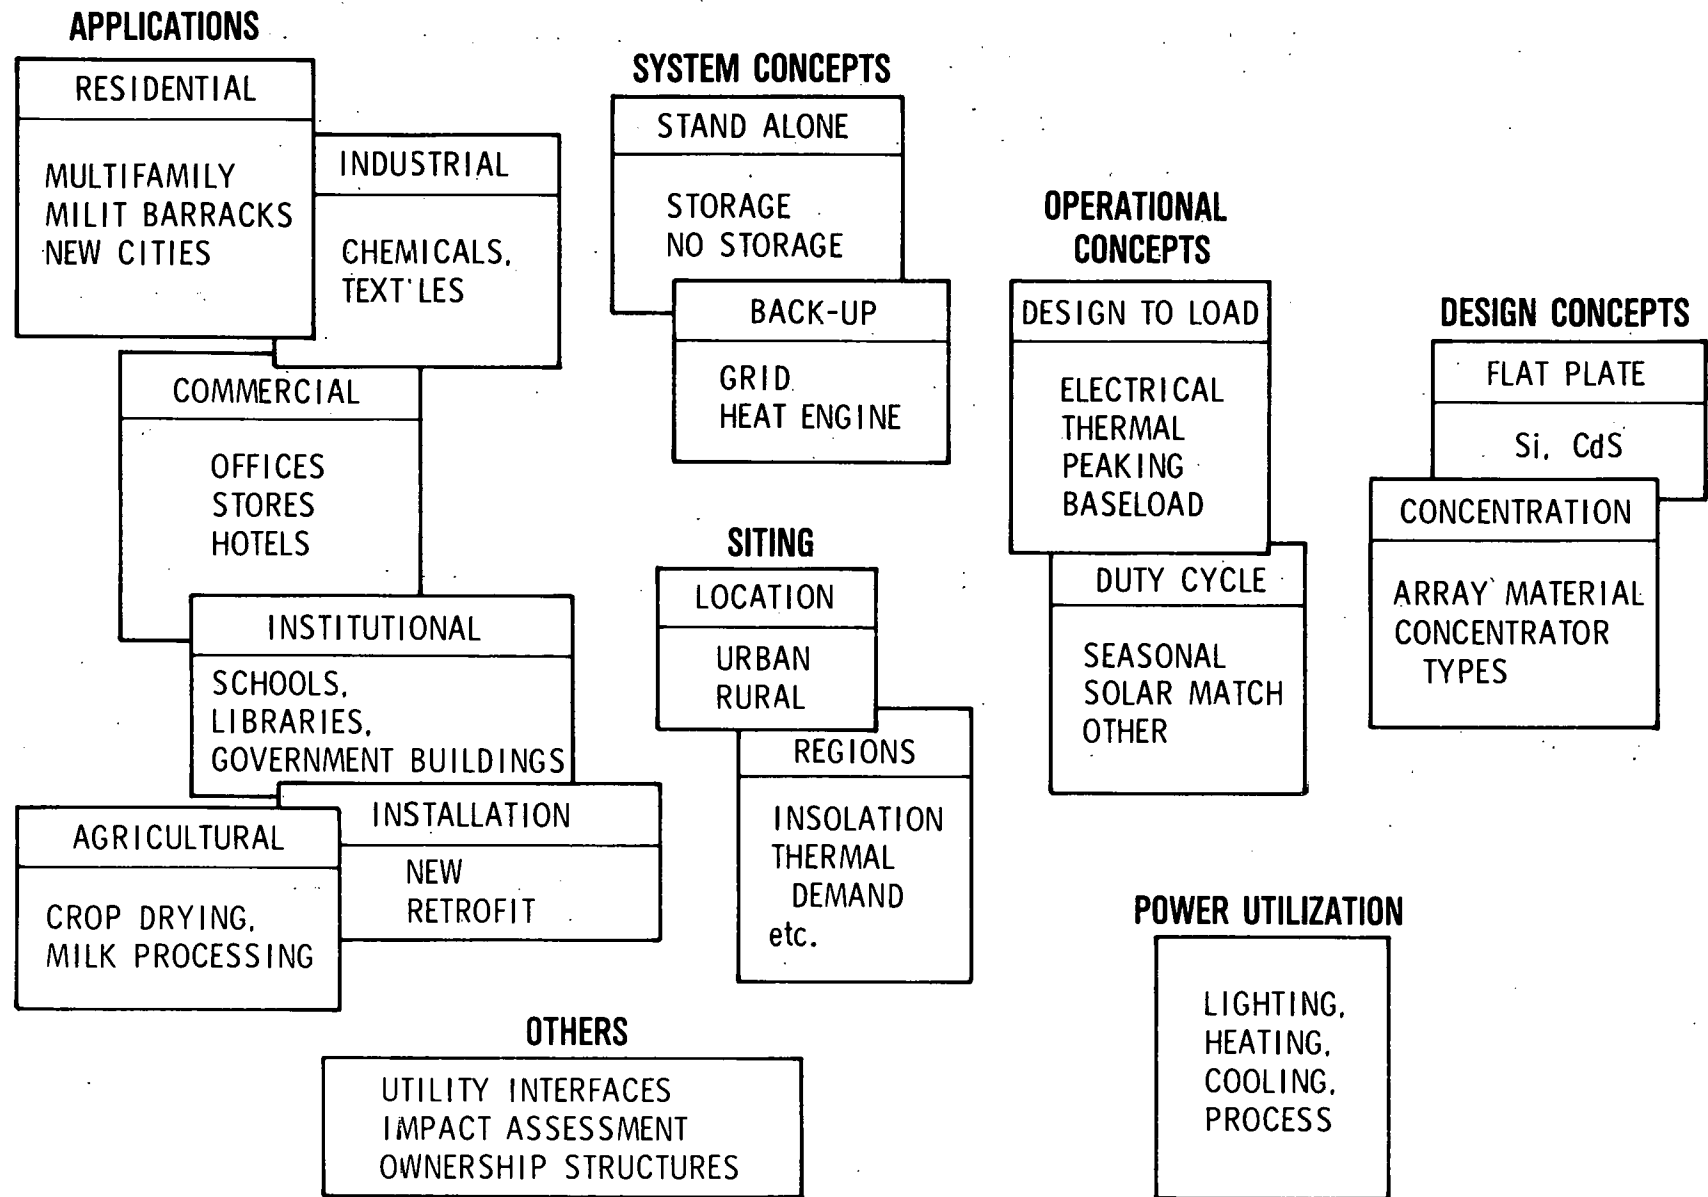 APPLICATIONS
RESIDENTIAL
MULTIFAMILY
MILIT BARRACKS
NEW CITIES
INDUSTRIAL
CHEMICALS,
TEXT'LES
COMMERCIAL
OFFICES
STORES
HOTELS
INSTITUTIONAL
SCHOOLS,
LIBRARIES,
GOVERNMENT BUILDINGS
INSTALLATION
NEW
RETROFIT
AGRICULTURAL
CROP DRYING,
MILK PROCESSING
SYSTEM CONCEPTS
STAND ALONE
STORAGE
NO STORAGE
BACK-UP
GRID
HEAT ENGINE
SITING
LOCATION
URBAN
RURAL
REGIONS
INSOLATION
THERMAL
DEMAND
etc.
OPERATIONAL
CONCEPTS
DESIGN TO LOAD
ELECTRICAL
THERMAL
PEAKING
BASELOAD
DUTY CYCLE
SEASONAL
SOLAR MATCH
OTHER
DESIGN CONCEPTS
FLAT PLATE
Si, CdS
CONCENTRATION
ARRAY MATERIAL
CONCENTRATOR
TYPES
POWER UTILIZATION
LIGHTING,
HEATING,
COOLING,
PROCESS
OTHERS
UTILITY INTERFACES
IMPACT ASSESSMENT
OWNERSHIP STRUCTURES